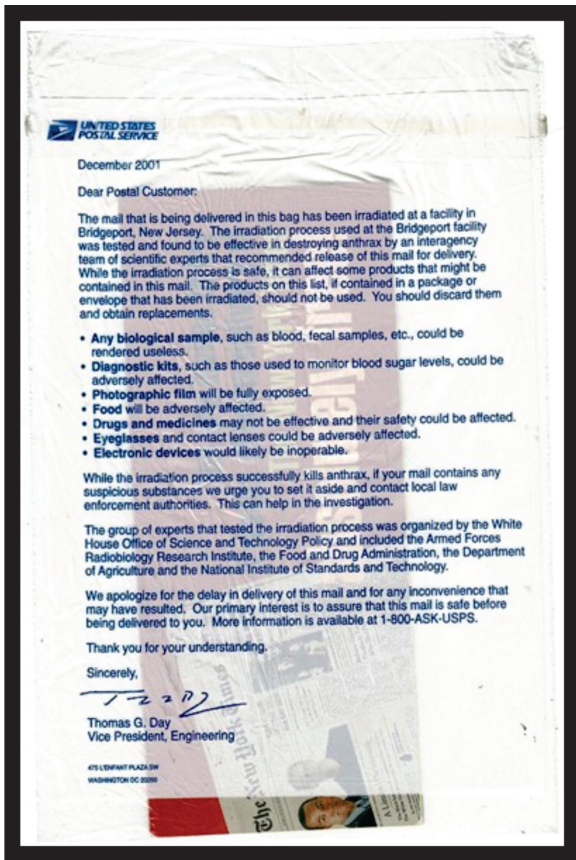 UNITED STATES
POSTAL SERVICE
December 2001
Dear Postal Customer:
The mail that is being delivered in this bag has been irradiated at a facility in
Bridgeport, New Jersey. The irradiation process used at the Bridgeport facility
was tested and found to be effective in destroying anthrax by an interagency
team of scientific experts that recommended release of this mail for delivery.
While the irradiation process is safe, it can affect some products that might be
contained in this mail. The products on this list, if contained in a package or
envelope that has been irradiated, should not be used. You should discard them
and obtain replacements.
• Any biological sample, such as blood, fecal samples, etc., could be
rendered useless.
• Diagnostic kits, such as those used to monitor blood sugar levels, could be
adversely affected.
• Photographic film will be fully exposed.
• Food will be adversely affected.
• Drugs and medicines may not be effective and their safety could be affected.
• Eyeglasses and contact lenses could be adversely affected.
• Electronic devices would likely be inoperable.
While the irradiation process successfully kills anthrax, if your mail contains any
suspicious substances we urge you to set it aside and contact local law
enforcement authorities. This can help in the investigation.
The group of experts that tested the irradiation process was organized by the White
House Office of Science and Technology Policy and included the Armed Forces
Radiobiology Research Institute, the Food and Drug Administration, the Department
of Agriculture and the National Institute of Standards and Technology.
We apologize for the delay in delivery of this mail and for any inconvenience that
may have resulted. Our primary interest is to assure that this mail is safe before
being delivered to you. More information is available at 1-800-ASK-USPS.
Thank you for your understanding.
Sincerely,
Thomas G. Day
Vice President, Engineering
475 L'ENFANT PLAZA SW
WASHINGTON DC 20260
The New York Times